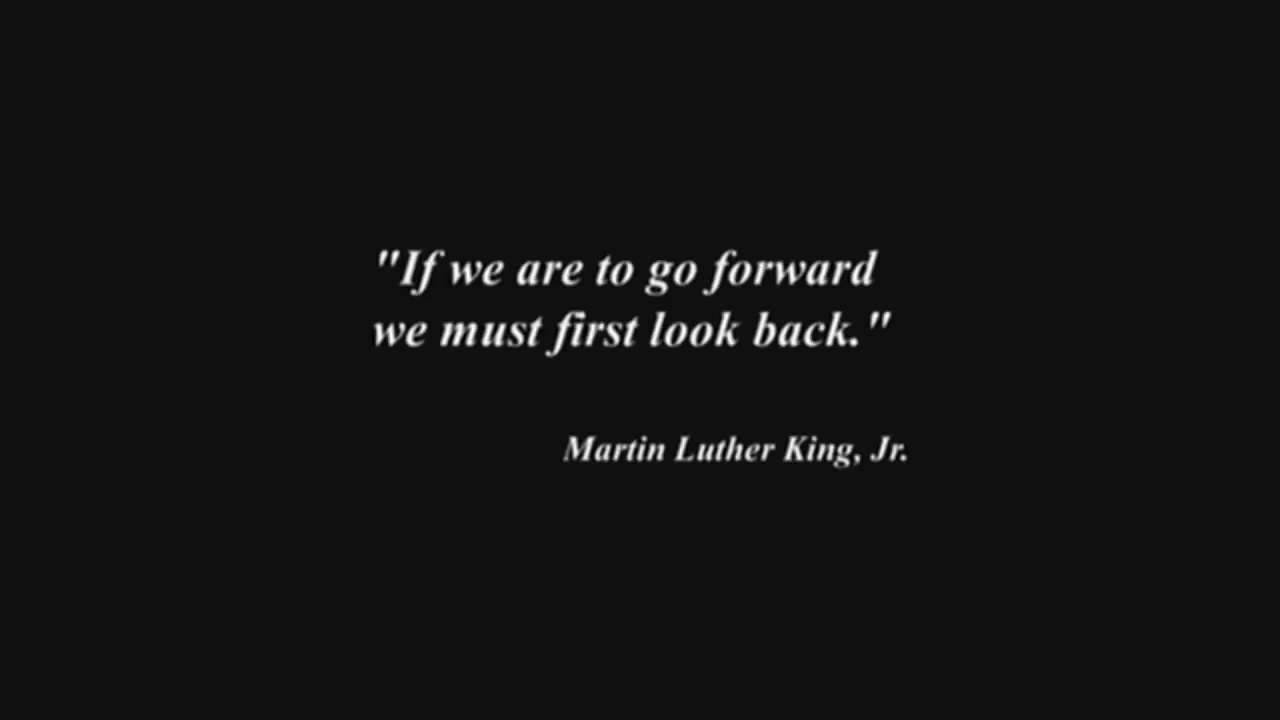 "If we are to go forward
we must first look back."
Martin Luther King, Jr.